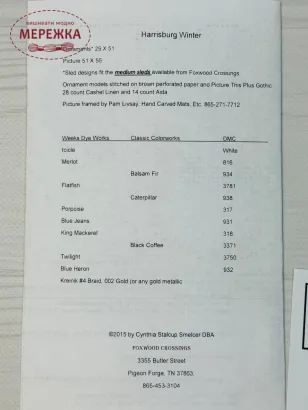 ВИШИВАТИ МОДНО
МЕРЕЖКА
Harrisburg Winter
Ornaments* 29 X 51
Picture 51 X 56
*Sled designs fit the medium sleds available from Foxwood Crossings
Ornament models stitched on brown perforated paper and Picture This Plus Gothic
28 count Cashel Linen and 14 count Aida
Picture framed by Pam Livsay, Hand Carved Mats, Etc. 865-271-7712
Weeks Dye Works Classic Colorworks DMC
Icicle White
Merlot 816
Balsam Fir 934
Flatfish 3781
Caterpillar 938
Porpoise 317
Blue Jeans 931
King Mackerel 318
Black Coffee 3371
Twilight 3750
Blue Heron 932
Kreinik #4 Braid, 002 Gold (or any gold metallic
©2015 by Cynthia Stalcup Smelcer DBA
FOXWOOD CROSSINGS
3355 Butler Street
Pigeon Forge, TN 37863
865-453-3104